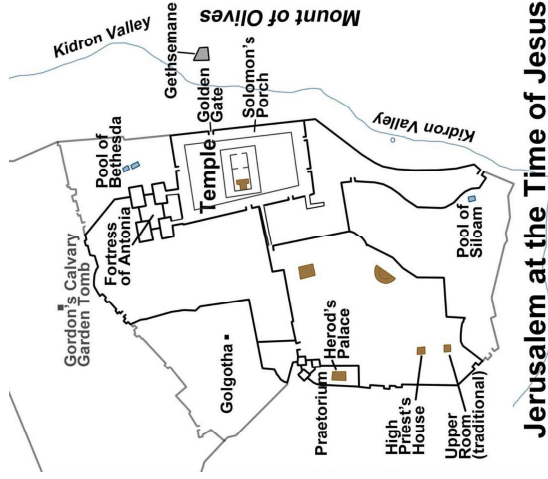 Jerusalem at the Time of Jesus
Kidron Valley
Mount of Olives
Gethsemane
Golden
Gate
Solomon's
Porch
Pool of
Bethesda
Temple
Fortress
of Antonia
Gordon's Calvary
Garden Tomb
Golgotha
Praetorium
Herod's
Palace
High
Priest's
House
Upper
Room
(traditional)
Pool of
Siloam
Kidron Valley